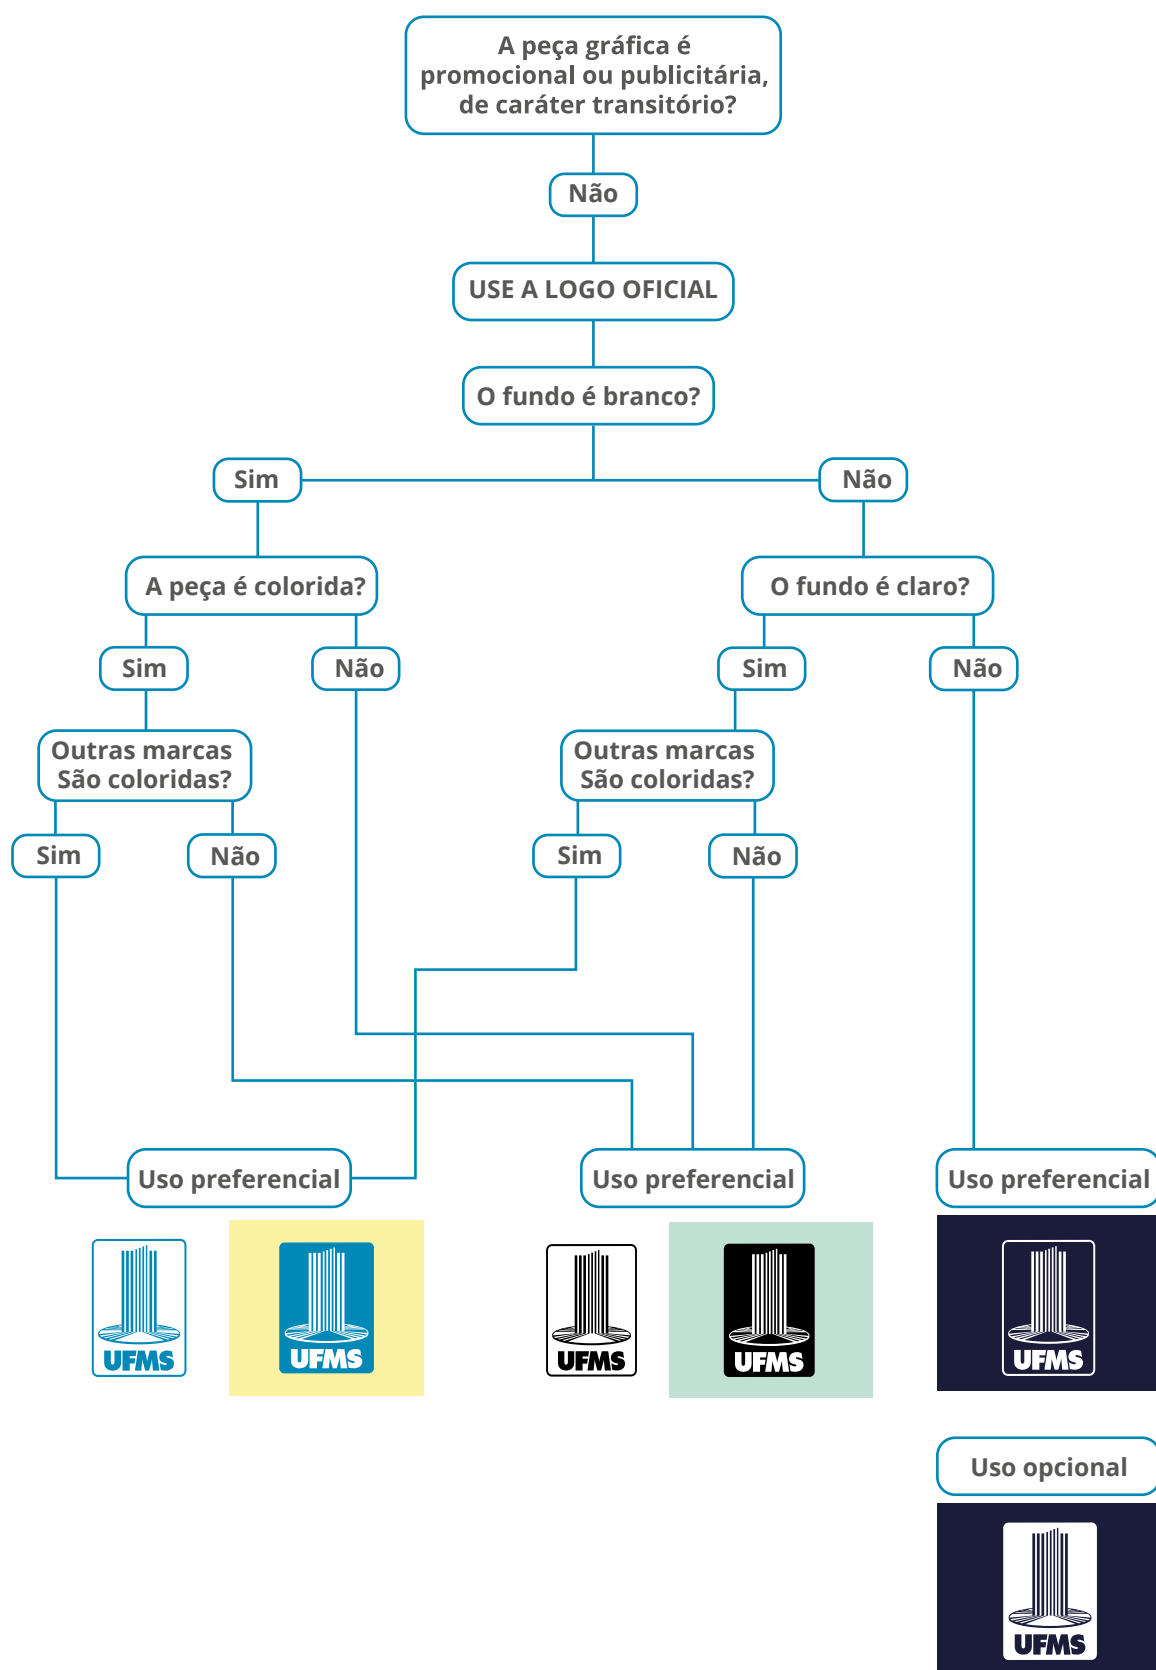 A peça gráfica é
promocional ou publicitária,
de caráter transitório?
Não
USE A LOGO OFICIAL
O fundo é branco?
Sim
Não
A peça é colorida?
O fundo é claro?
Sim
Não
Sim
Não
Outras marcas
São coloridas?
Outras marcas
São coloridas?
Sim
Não
Sim
Não
Uso preferencial
Uso preferencial
Uso preferencial
UFMS
UFMS
UFMS
UFMS
UFMS
Uso opcional
UFMS